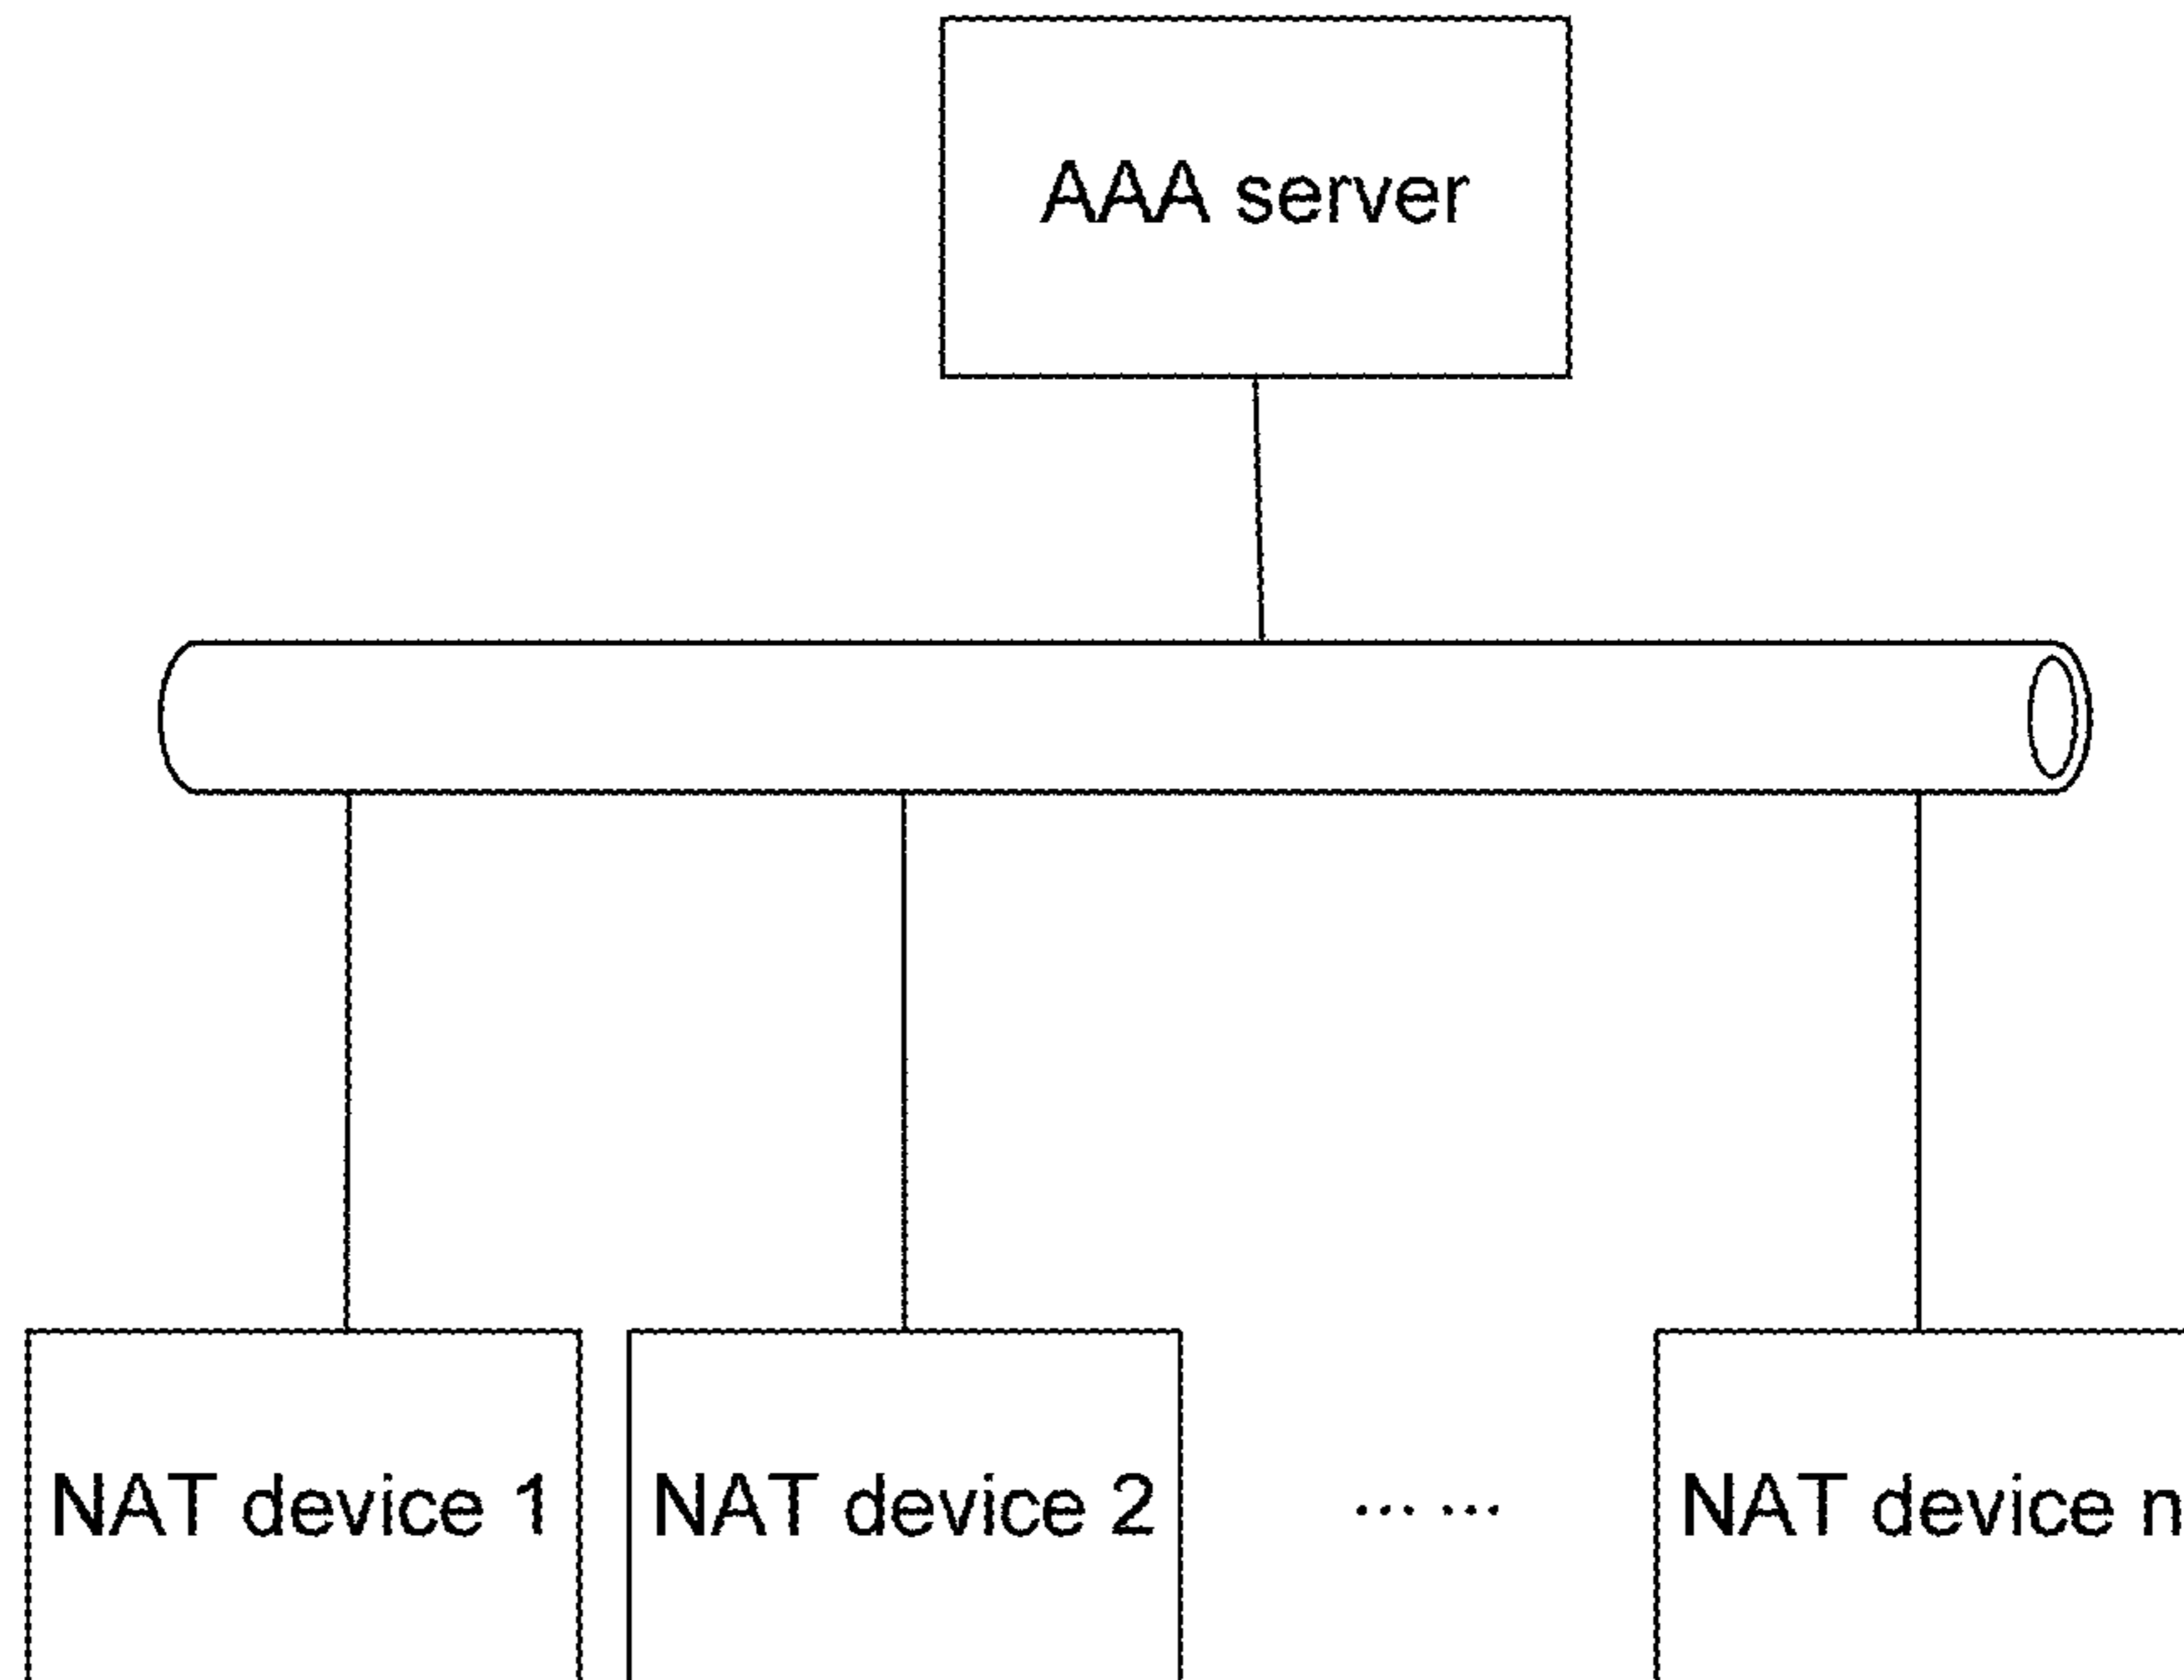 AAA server
NAT device 1
NAT device 2
... ...
NAT device n